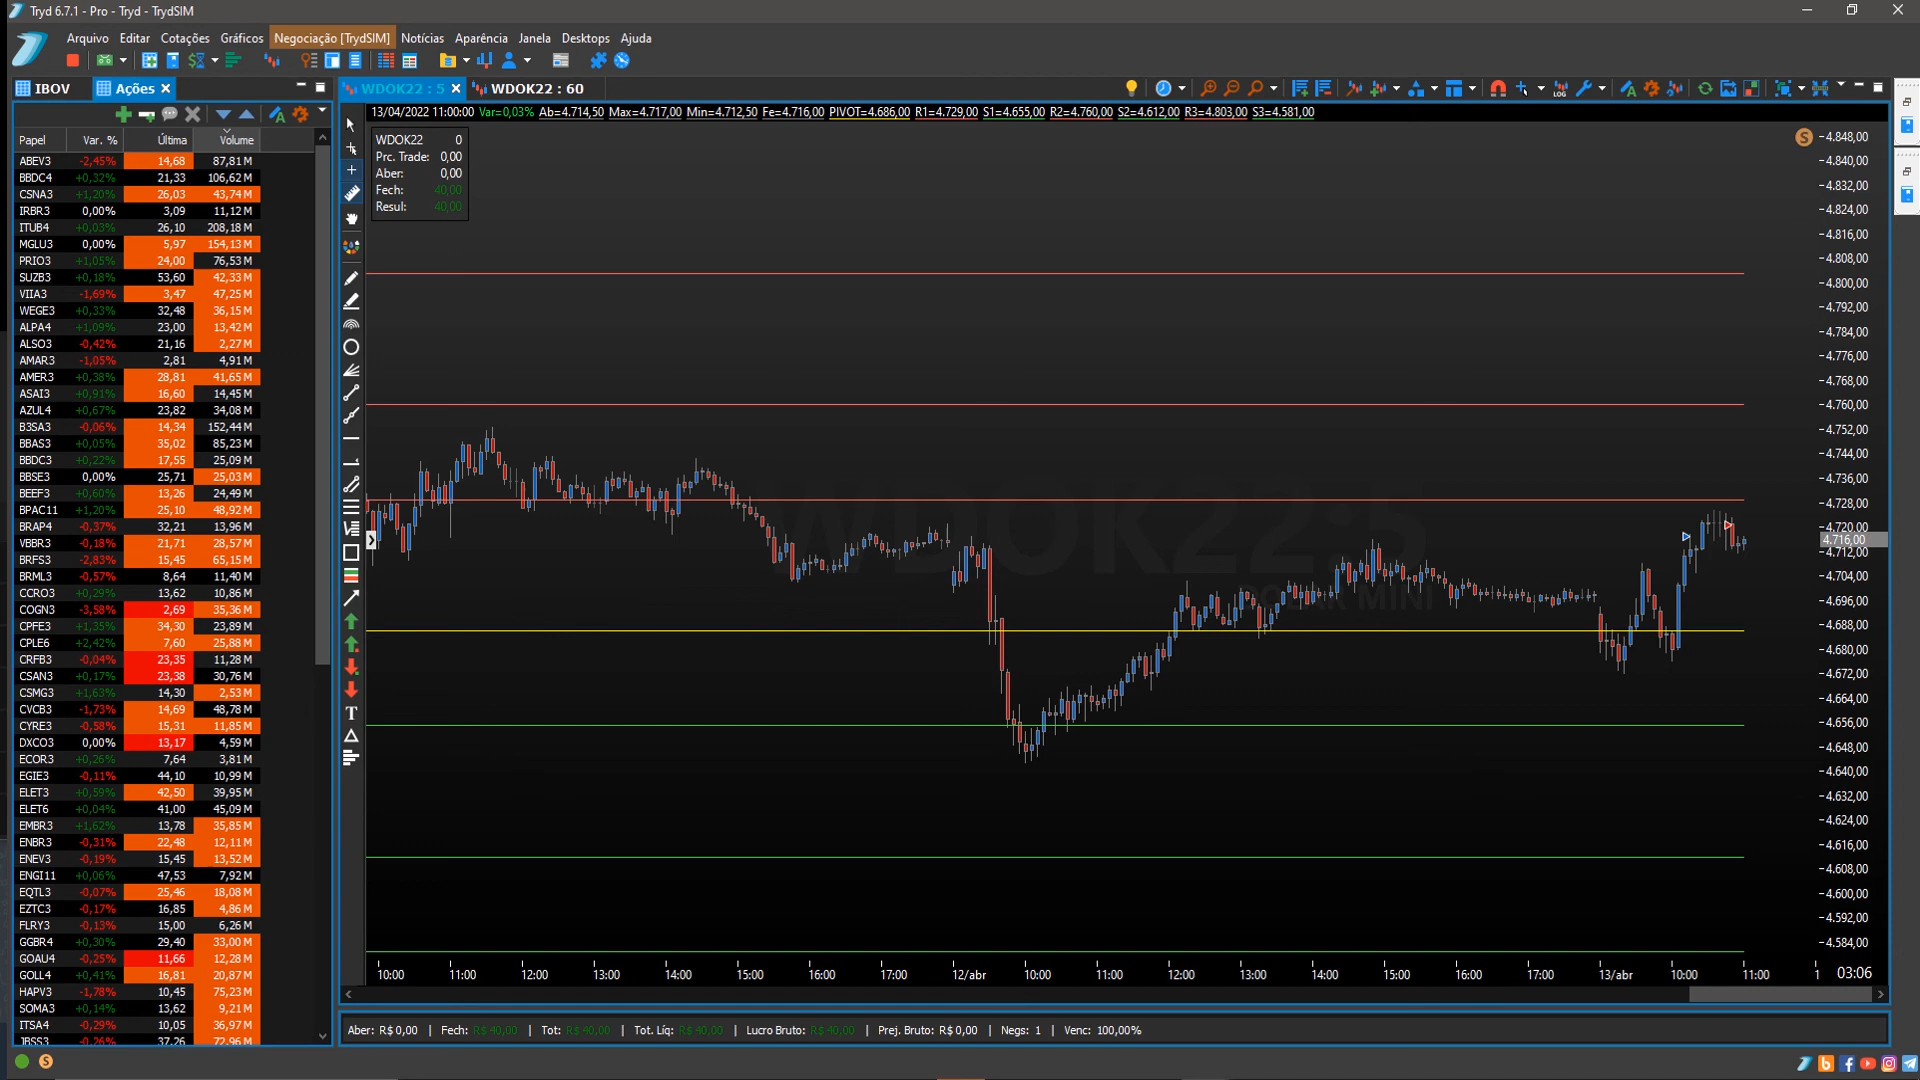 Tryd 6.7.1 - Pro - Tryd - TrydSIM
Arquivo Editar Cotações Gráficos Negociação [TrydSIM] Notícias Aparência Janela Desktops Ajuda
IBOV Ações WDOK22 : 5 WDOK22 : 60
LOG
13/04/2022 11:00:00 Var=0,03% Ab=4.714,50 Max=4.717,00 Min=4.712,50 Fe=4.716,00 PIVOT=4.686,00 R1=4.729,00 S1=4.655,00 R2=4.760,00 S2=4.612,00 R3=4.803,00 S3=4.581,00
WDOK22 0
Prc. Trade: 0,00
Aber: 0,00
Fech: 40,00
Resul: 40,00
Papel Var. % Última Volume
ABEV3 -2,45% 14,68 87,81 M
BBDC4 +0,32% 21,33 106,62 M
CSNA3 +1,20% 26,03 43,74 M
IRBR3 0,00% 3,09 11,12 M
ITUB4 +0,03% 26,10 208,18 M
MGLU3 0,00% 5,97 154,13 M
PRIO3 +1,05% 24,00 76,53 M
SUZB3 +0,18% 53,60 42,33 M
VIIA3 -1,69% 3,47 47,25 M
WEGE3 +0,33% 32,48 36,15 M
ALPA4 +1,09% 23,00 13,42 M
ALSO3 -0,42% 21,16 2,27 M
AMAR3 -1,05% 2,81 4,91 M
AMER3 +0,38% 28,81 41,65 M
ASAI3 +0,91% 16,60 14,45 M
AZUL4 +0,67% 23,82 34,08 M
B3SA3 -0,06% 14,34 152,44 M
BBAS3 +0,05% 35,02 85,23 M
BBDC3 +0,22% 17,55 25,09 M
BBSE3 0,00% 25,71 25,03 M
BEEF3 +0,60% 13,26 24,49 M
BPAC11 +1,20% 25,10 48,92 M
BRAP4 -0,37% 32,21 13,96 M
VBBR3 -0,18% 21,71 28,57 M
BRFS3 -2,83% 15,45 65,15 M
BRML3 -0,57% 8,64 11,40 M
CCRO3 +0,29% 13,62 10,86 M
COGN3 -3,58% 2,69 35,36 M
CPFE3 +1,35% 34,30 23,89 M
CPLE6 +2,42% 7,60 25,88 M
CRFB3 -0,04% 23,35 11,28 M
CSAN3 +0,17% 23,38 30,76 M
CSMG3 +1,63% 14,30 2,53 M
CVCB3 -1,73% 14,69 48,78 M
CYRE3 -0,58% 15,31 11,85 M
DXCO3 0,00% 13,17 4,59 M
ECOR3 +0,26% 7,64 3,81 M
EGIE3 -0,11% 44,10 10,99 M
ELET3 +0,59% 42,50 39,95 M
ELET6 +0,04% 41,00 45,09 M
EMBR3 +1,62% 13,78 35,85 M
ENBR3 -0,31% 22,48 12,11 M
ENEV3 -0,19% 15,45 13,52 M
ENGI11 +0,06% 47,53 7,92 M
EQTL3 -0,07% 25,46 18,08 M
EZTC3 -0,17% 16,85 4,86 M
FLRY3 -0,13% 15,00 6,26 M
GGBR4 +0,30% 29,40 33,00 M
GOAU4 -0,25% 11,66 12,28 M
GOLL4 +0,41% 16,81 20,87 M
HAPV3 -1,78% 10,45 75,23 M
SOMA3 +0,14% 13,62 9,21 M
ITSA4 -0,29% 10,05 36,97 M
JBSS3 -0,26% 37,26 72,96 M
WDOK22:5
DOLAR MINI
S
4.848,00
4.840,00
4.832,00
4.824,00
4.816,00
4.808,00
4.800,00
4.792,00
4.784,00
4.776,00
4.768,00
4.760,00
4.752,00
4.744,00
4.736,00
4.728,00
4.720,00
4.716,00
4.712,00
4.704,00
4.696,00
4.688,00
4.680,00
4.672,00
4.664,00
4.656,00
4.648,00
4.640,00
4.632,00
4.624,00
4.616,00
4.608,00
4.600,00
4.592,00
4.584,00
10:00 11:00 12:00 13:00 14:00 15:00 16:00 17:00 12/abr 10:00 11:00 12:00 13:00 14:00 15:00 16:00 17:00 13/abr 10:00 11:00 1 03:06
Aber: R$ 0,00 | Fech: R$ 40,00 | Tot: R$ 40,00 | Tot. Líq: R$ 40,00 | Lucro Bruto: R$ 40,00 | Prej. Bruto: R$ 0,00 | Negs: 1 | Venc: 100,00%
S